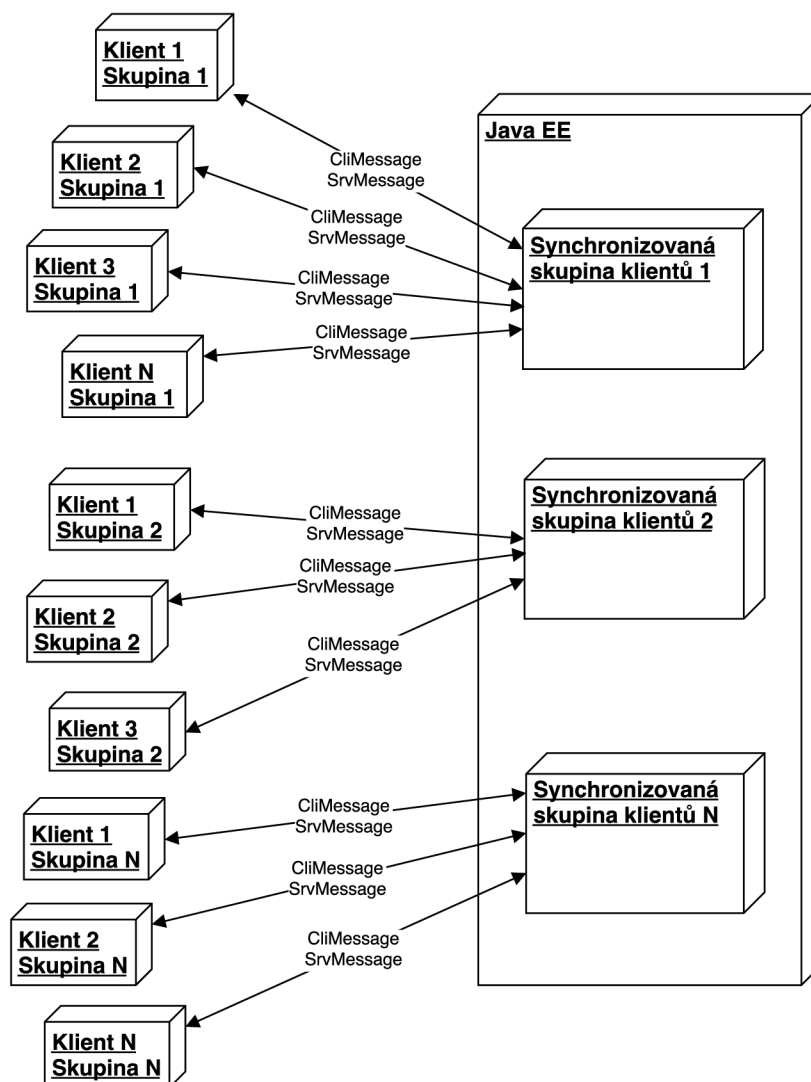 Klient 1
Skupina 1
Java EE
Klient 2
Skupina 1
CliMessage
SrvMessage
CliMessage
SrvMessage
Klient 3
Skupina 1
Synchronizovaná
skupina klientů 1
CliMessage
SrvMessage
CliMessage
SrvMessage
Klient N
Skupina 1
Klient 1
Skupina 2
Synchronizovaná
skupina klientů 2
CliMessage
SrvMessage
CliMessage
SrvMessage
Klient 2
Skupina 2
CliMessage
SrvMessage
Klient 3
Skupina 2
Synchronizovaná
skupina klientů N
CliMessage
SrvMessage
Klient 1
Skupina N
CliMessage
SrvMessage
Klient 2
Skupina N
CliMessage
SrvMessage
Klient N
Skupina N